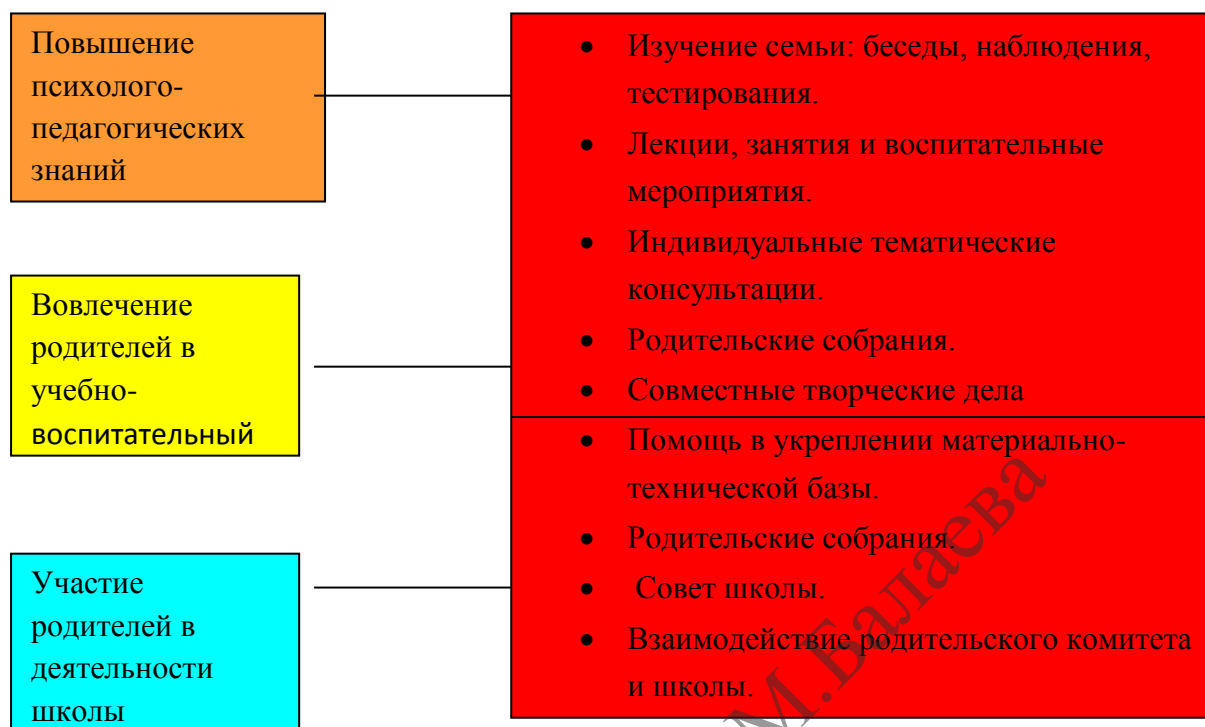 Повышение
психолого-
педагогических
знаний
Вовлечение
родителей в
учебно-
воспитательный
Участие
родителей в
деятельности
школы
• Изучение семьи: беседы, наблюдения,
тестирования.
• Лекции, занятия и воспитательные
мероприятия.
• Индивидуальные тематические
консультации.
• Родительские собрания.
• Совместные творческие дела
• Помощь в укреплении материально-
технической базы.
• Родительские собрания.
• Совет школы.
• Взаимодействие родительского комитета
и школы.
М.Балаева